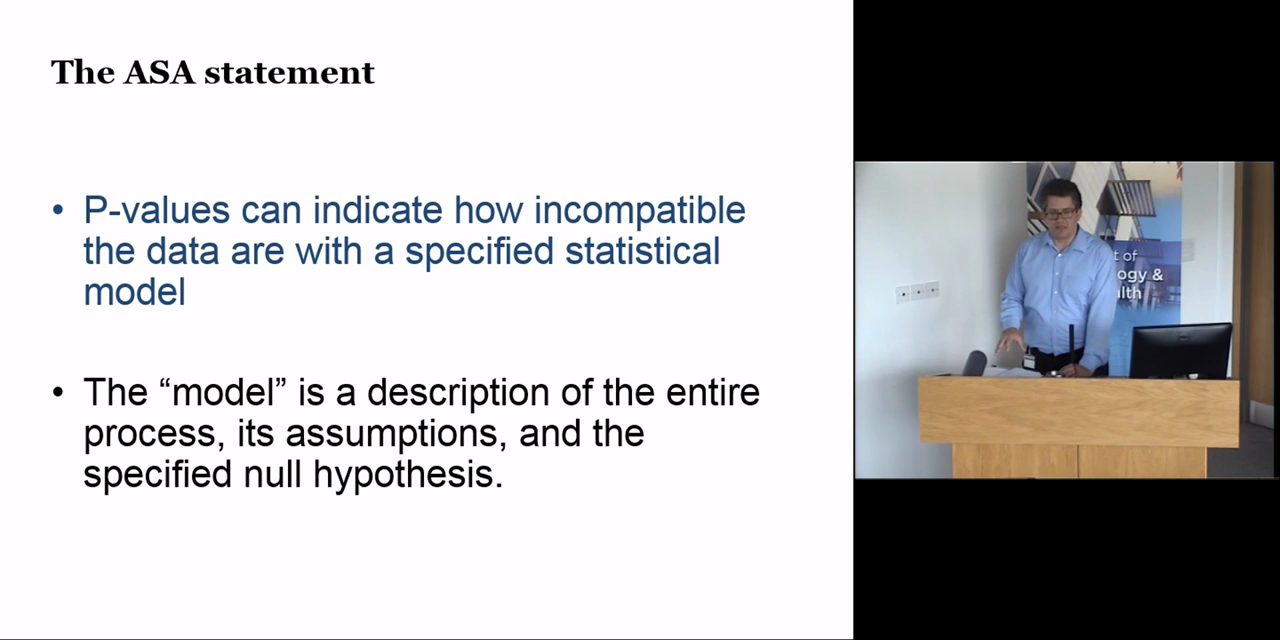 The ASA statement
• P-values can indicate how incompatible
the data are with a specified statistical
model
• The “model” is a description of the entire
process, its assumptions, and the
specified null hypothesis.
t of
ogy &
lth